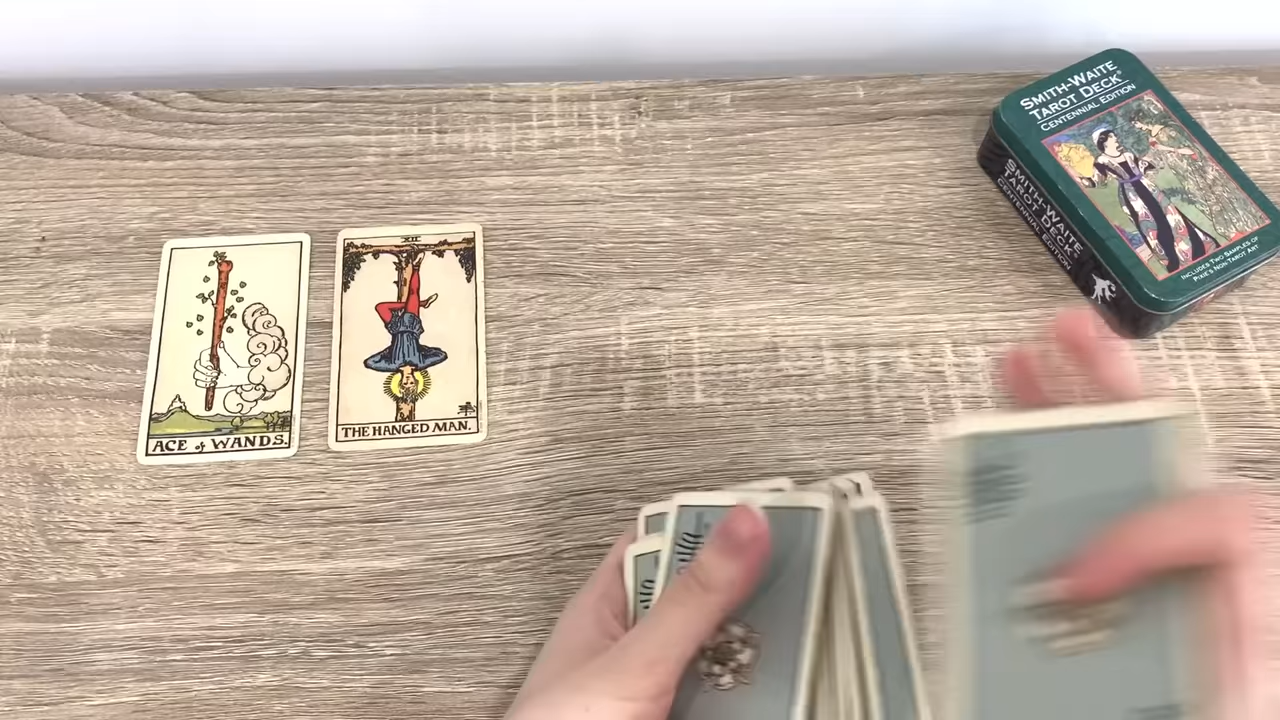 SMITH-WAITE
TAROT DECK®
CENTENNIAL EDITION
INCLUDES TWO SAMPLES OF
PIXIE'S NON-TAROT ART
SMITH-WAITE
TAROT DECK®
CENTENNIAL EDITION
ACE of WANDS.
XII
THE HANGED MAN.